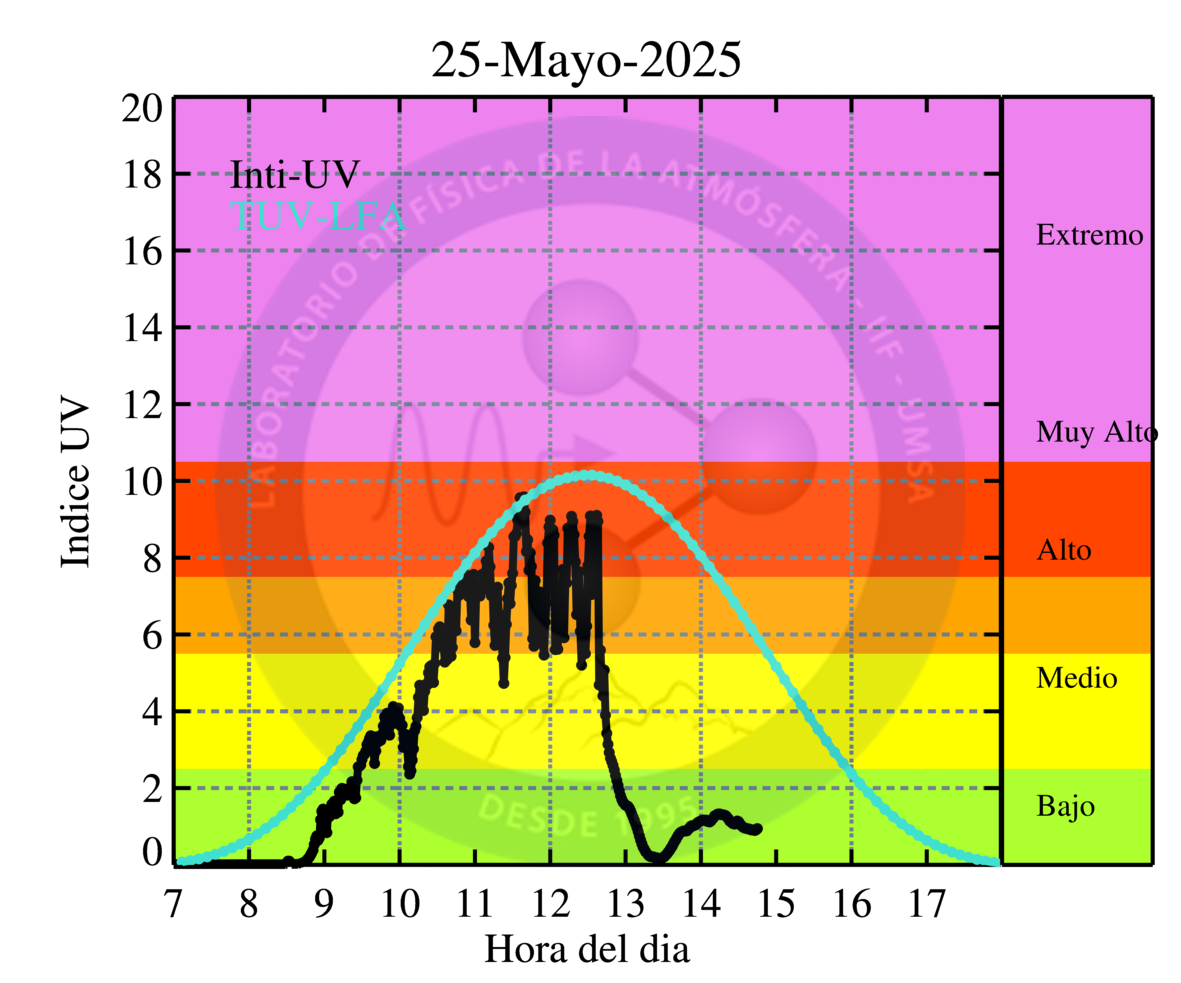 25-Mayo-2025
Inti-UV
TUV-LFA
LABORATORIO DE FÍSICA DE LA ATMÓSFERA - IIF - UMSA
DESDE 1995
Indice UV
20
18
16
14
12
10
8
6
4
2
0
Extremo
Muy Alto
Alto
Medio
Bajo
7 8 9 10 11 12 13 14 15 16 17
Hora del dia